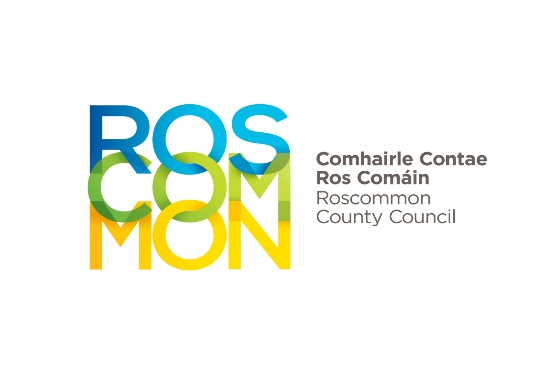 ROS
COM
MON
Comhairle Contae
Ros Comáin
Roscommon
County Council